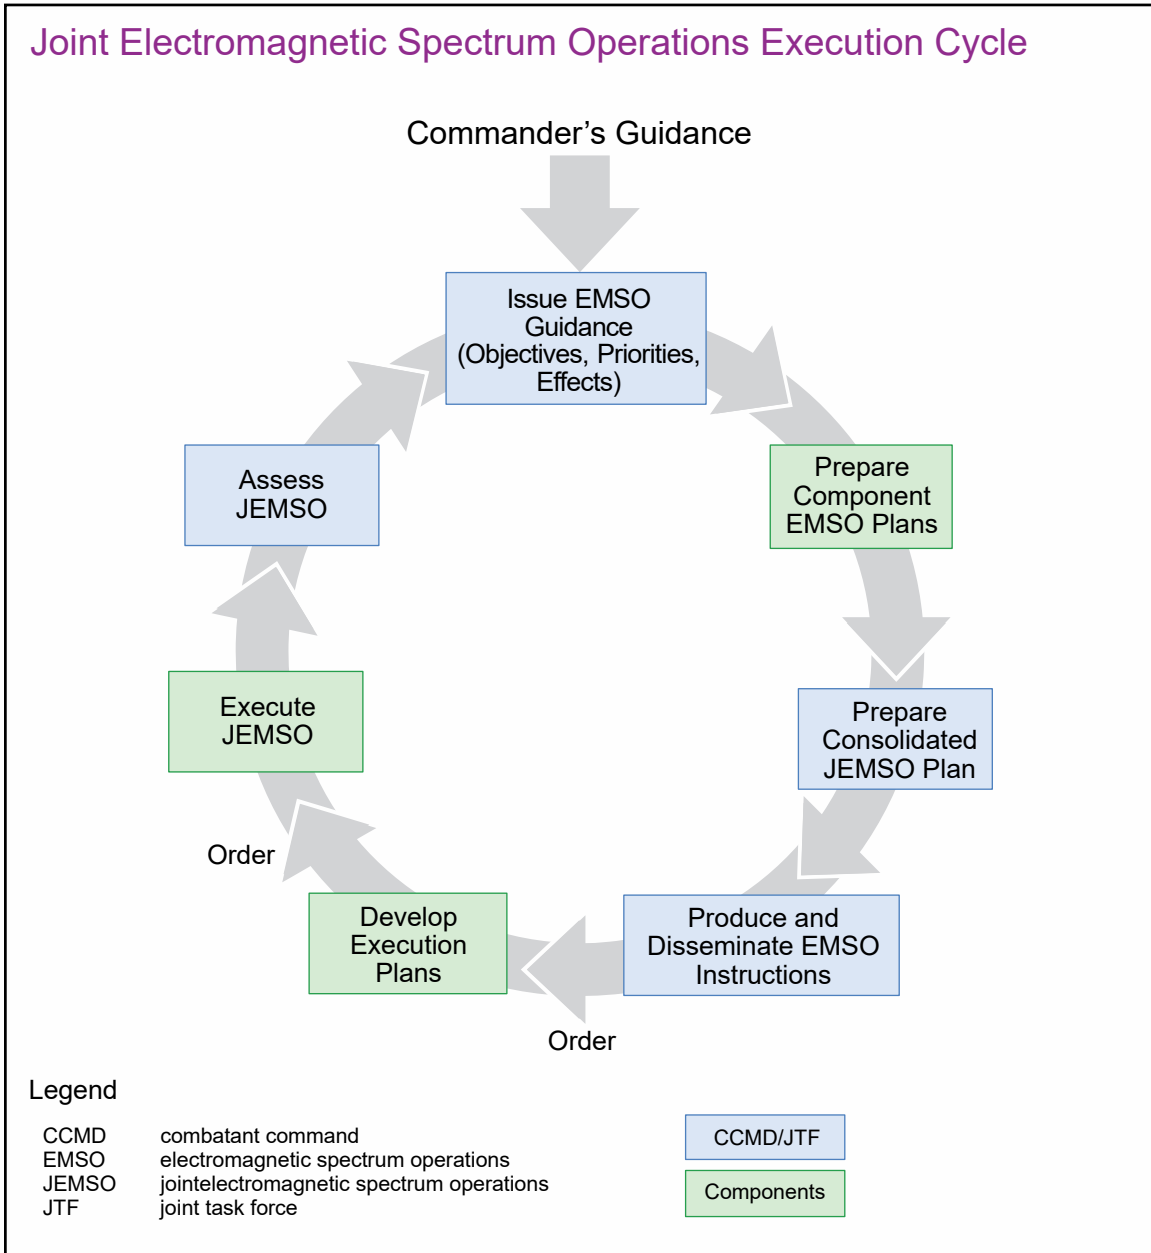 Joint Electromagnetic Spectrum Operations Execution Cycle
Commander’s Guidance
Issue EMSO
Guidance
(Objectives, Priorities,
Effects)
Prepare
Component
EMSO Plans
Prepare
Consolidated
JEMSO Plan
Produce and
Disseminate EMSO
Instructions
Order
Develop
Execution
Plans
Order
Execute
JEMSO
Assess
JEMSO
Legend
CCMD combatant command
EMSO electromagnetic spectrum operations
JEMSO jointelectromagnetic spectrum operations
JTF joint task force
CCMD/JTF
Components